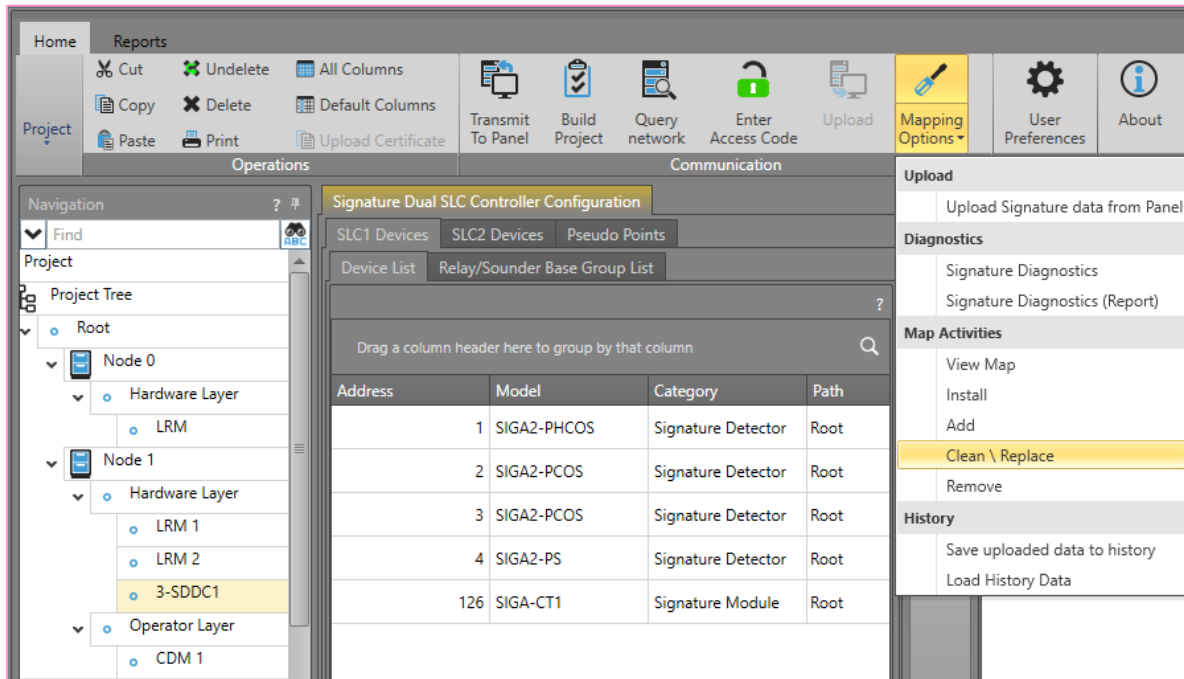 Home Reports
Cut Undelete All Columns
Copy Delete Default Columns
Paste Print Upload Certificate
Project
Operations
Transmit To Panel
Build Project
Query network
Enter Access Code
Upload
Mapping Options
Communication
User Preferences
About
Upload
Upload Signature data from Panel
Diagnostics
Signature Diagnostics
Signature Diagnostics (Report)
Map Activities
View Map
Install
Add
Clean \ Replace
Remove
History
Save uploaded data to history
Load History Data
Navigation ?
Find ABC
Project
Project Tree
Root
Node 0
Hardware Layer
LRM
Node 1
Hardware Layer
LRM 1
LRM 2
3-SDDC1
Operator Layer
CDM 1
Signature Dual SLC Controller Configuration
SLC1 Devices SLC2 Devices Pseudo Points
Device List Relay/Sounder Base Group List
?
Drag a column header here to group by that column
Address Model Category Path
1 SIGA2-PHCOS Signature Detector Root
2 SIGA2-PCOS Signature Detector Root
3 SIGA2-PCOS Signature Detector Root
4 SIGA2-PS Signature Detector Root
126 SIGA-CT1 Signature Module Root